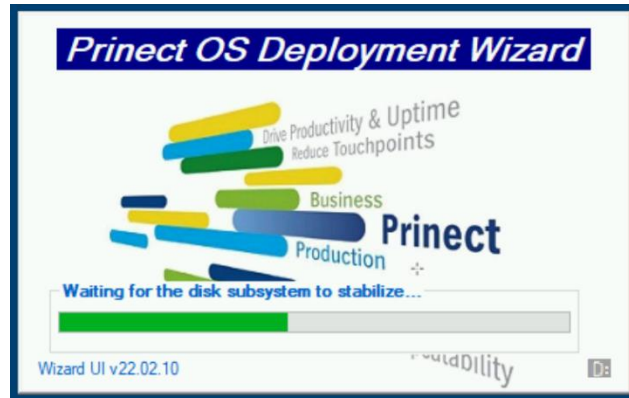 Prinect OS Deployment Wizard
Drive Productivity & Uptime
Reduce Touchpoints
Business
Prinect
Production
Waiting for the disk subsystem to stabilize...
Wizard UI v22.02.10
D: